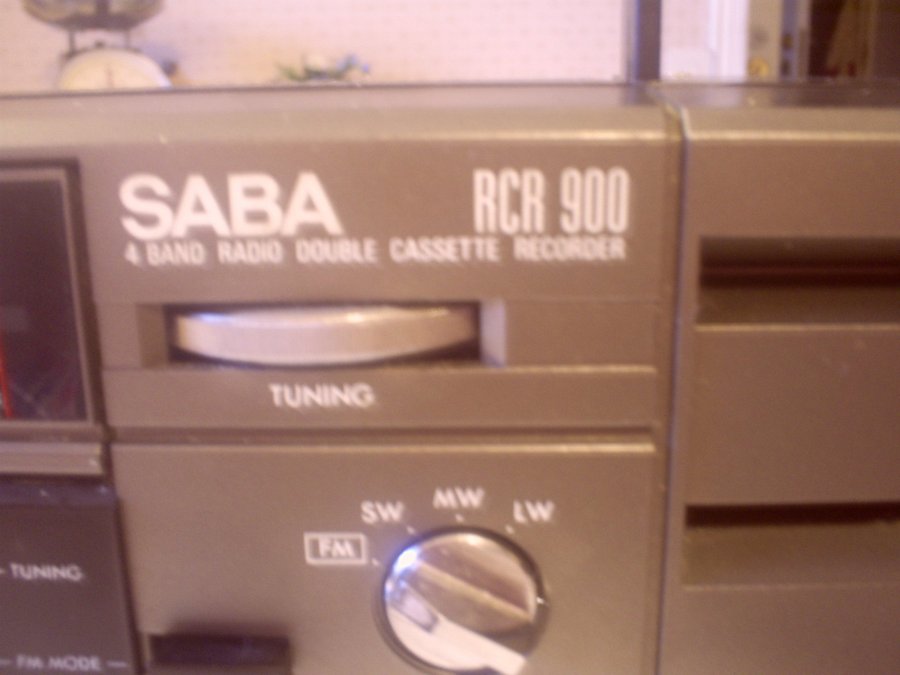 SABA RCR 900
4 BAND RADIO DOUBLE CASSETTE RECORDER
TUNING
SW MW LW
FM
TUNING
FM MODE